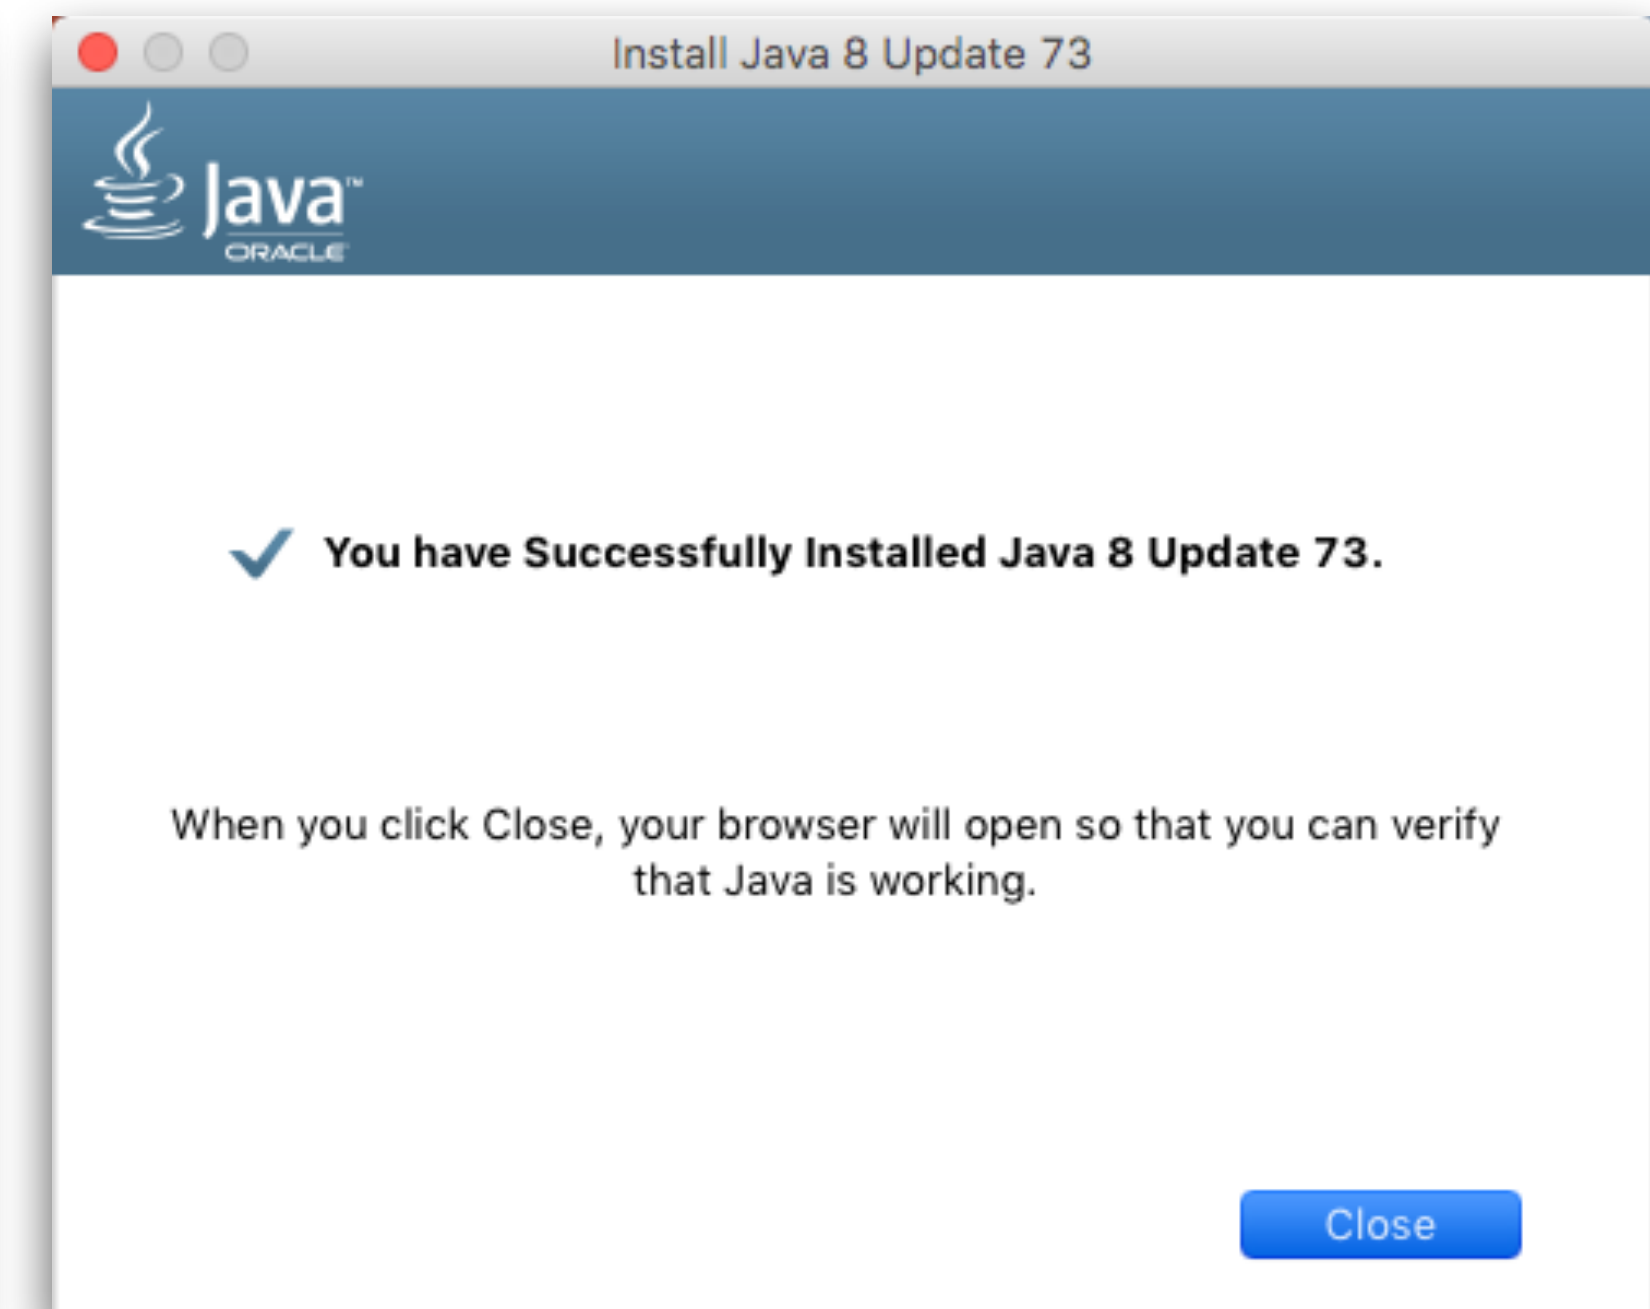 Install Java 8 Update 73
Java™
ORACLE
You have Successfully Installed Java 8 Update 73.
When you click Close, your browser will open so that you can verify
that Java is working.
Close